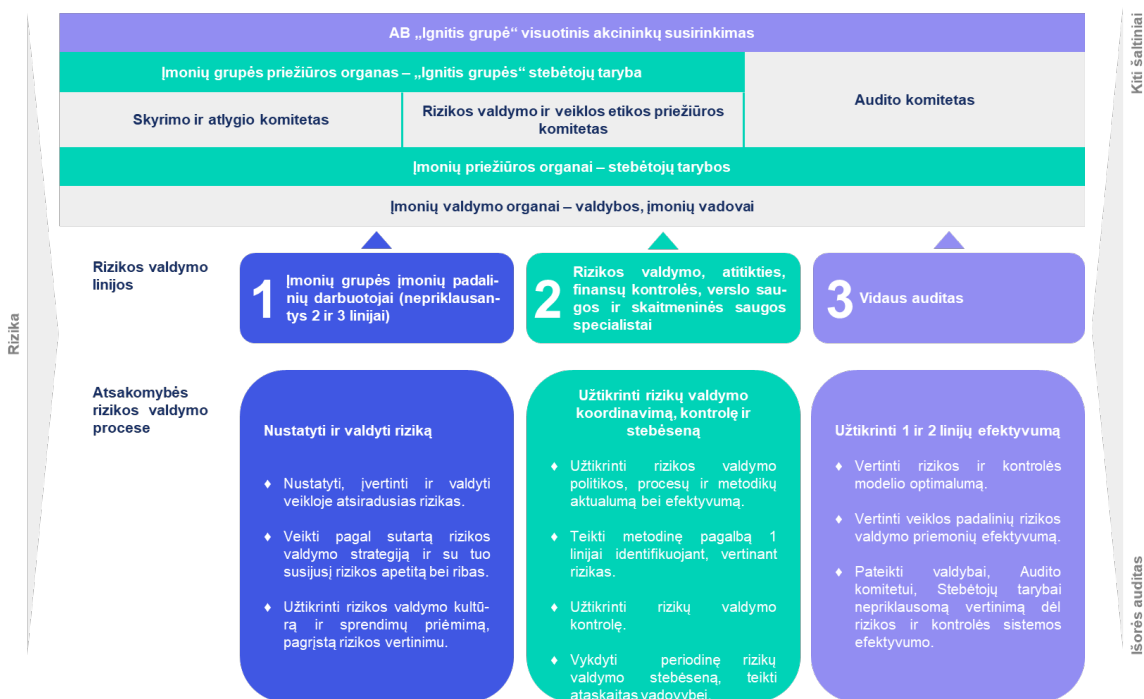 AB „Ignitis grupė“ visuotinis akcininkų susirinkimas
Įmonių grupės priežiūros organas – „Ignitis grupės“ stebėtojų taryba
Skyrimo ir atlygio komitetas
Rizikos valdymo ir veiklos etikos priežiūros
komitetas
Audito komitetas
Įmonių priežiūros organai – stebėtojų tarybos
Įmonių valdymo organai – valdybos, įmonių vadovai
Rizika
Kiti šaltiniai
Išorės auditas
Rizikos valdymo
linijos
1
Įmonių grupės įmonių padali-
nių darbuotojai (nepriklausan-
tys 2 ir 3 linijai)
2
Rizikos valdymo, atitikties,
finansų kontrolės, verslo sau-
gos ir skaitmeninės saugos
specialistai
3
Vidaus auditas
Atsakomybės
rizikos valdymo
procese
Nustatyti ir valdyti riziką
♦ Nustatyti, įvertinti ir valdyti
veikloje atsiradusias rizikas.
♦ Veikti pagal sutartą rizikos
valdymo strategiją ir su tuo
susijusį rizikos apetitą bei ribas.
♦ Užtikrinti rizikos valdymo kultū-
rą ir sprendimų priėmimą,
pagrįstą rizikos vertinimu.
Užtikrinti rizikų valdymo
koordinavimą, kontrolę ir
stebėseną
♦ Užtikrinti rizikos valdymo
politikos, procesų ir metodikų
aktualumą bei efektyvumą.
♦ Teikti metodinę pagalbą 1
linijai identifikuojant, vertinant
rizikas.
♦ Užtikrinti rizikų valdymo
kontrolę.
♦ Vykdyti periodinę rizikų
valdymo stebėseną, teikti
ataskaitas vadovybei.
Užtikrinti 1 ir 2 linijų efektyvumą
♦ Vertinti rizikos ir kontrolės
modelio optimalumą.
♦ Vertinti veiklos padalinių rizikos
valdymo priemonių efektyvumą.
♦ Pateikti valdybai, Audito
komitetui, Stebėtojų tarybai
nepriklausomą vertinimą dėl
rizikos ir kontrolės sistemos
efektyvumo.